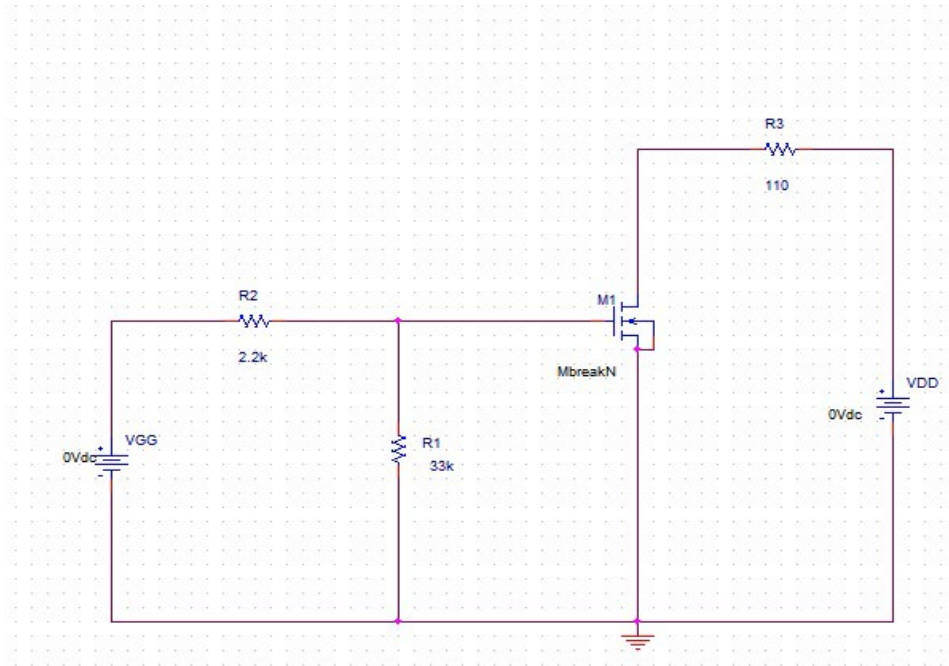 R3
110
R2
M1
2.2k
MbreakN
VDD
0Vdc
VGG
0Vdc
R1
33k